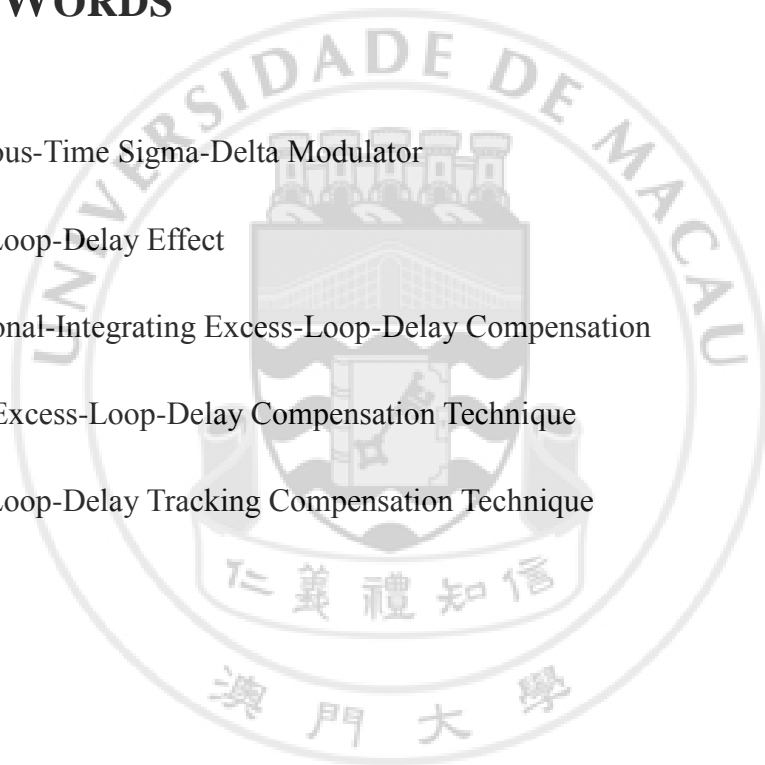 WORDS
ous-Time Sigma-Delta Modulator
Loop-Delay Effect
onal-Integrating Excess-Loop-Delay Compensation
Excess-Loop-Delay Compensation Technique
Loop-Delay Tracking Compensation Technique
UNIVERSIDADE DE MACAU
仁義禮知信
澳門大學